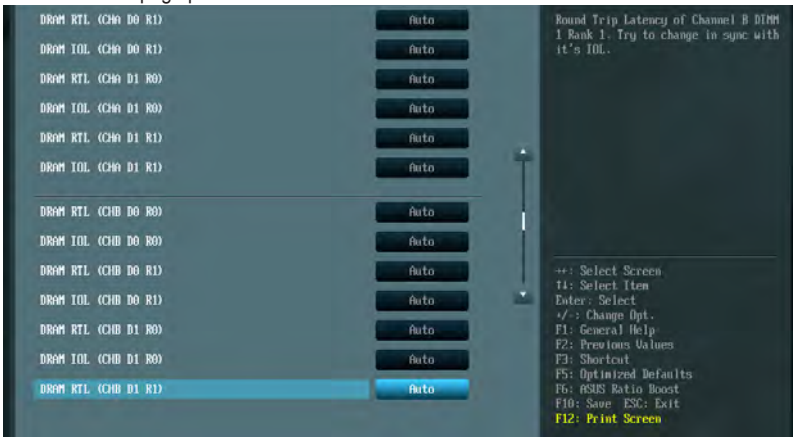 DRAM RTL (CHA D0 R1) Auto
DRAM IOL (CHA D0 R1) Auto
DRAM RTL (CHA D1 R0) Auto
DRAM IOL (CHA D1 R0) Auto
DRAM RTL (CHA D1 R1) Auto
DRAM IOL (CHA D1 R1) Auto
DRAM RTL (CHB D0 R0) Auto
DRAM IOL (CHB D0 R0) Auto
DRAM RTL (CHB D0 R1) Auto
DRAM IOL (CHB D0 R1) Auto
DRAM RTL (CHB D1 R0) Auto
DRAM IOL (CHB D1 R0) Auto
DRAM RTL (CHB D1 R1) Auto
Round Trip Latency of Channel B DIMM
1 Rank 1. Try to change in sync with
it's IOL.
→←: Select Screen
↑↓: Select Item
Enter: Select
+/-: Change Opt.
F1: General Help
F2: Previous Values
F3: Shortcut
F5: Optimized Defaults
F6: ASUS Ratio Boost
F10: Save ESC: Exit
F12: Print Screen